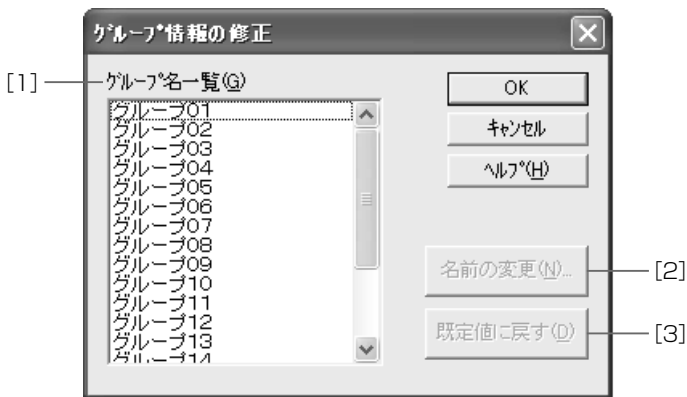 ｸﾞﾙｰﾌﾟ情報の修正
[1]
ｸﾞﾙｰﾌﾟ名一覧(G)
グループ01
グループ02
グループ03
グループ04
グループ05
グループ06
グループ07
グループ08
グループ09
グループ10
グループ11
グループ12
グループ13
グループ14
OK
ｷｬﾝｾﾙ
ﾍﾙﾌﾟ(H)
名前の変更(N)...
[2]
既定値に戻す(D)
[3]